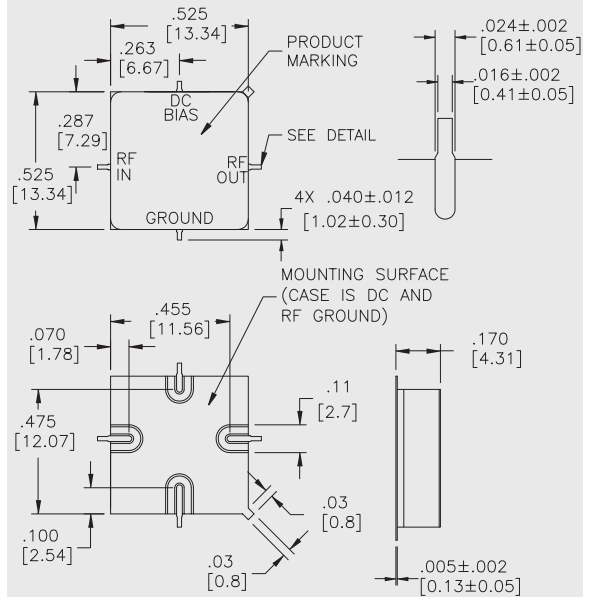 .525
[13.34]
.263
[6.67]
PRODUCT
MARKING
.024±.002
[0.61±0.05]
.016±.002
[0.41±0.05]
DC
BIAS
.287
[7.29]
SEE DETAIL
RF
IN
RF
OUT
.525
[13.34]
4X .040±.012
[1.02±0.30]
GROUND
MOUNTING SURFACE
(CASE IS DC AND
RF GROUND)
.455
[11.56]
.070
[1.78]
.170
[4.31]
.11
[2.7]
.475
[12.07]
.03
[0.8]
.100
[2.54]
.03
[0.8]
.005±.002
[0.13±0.05]